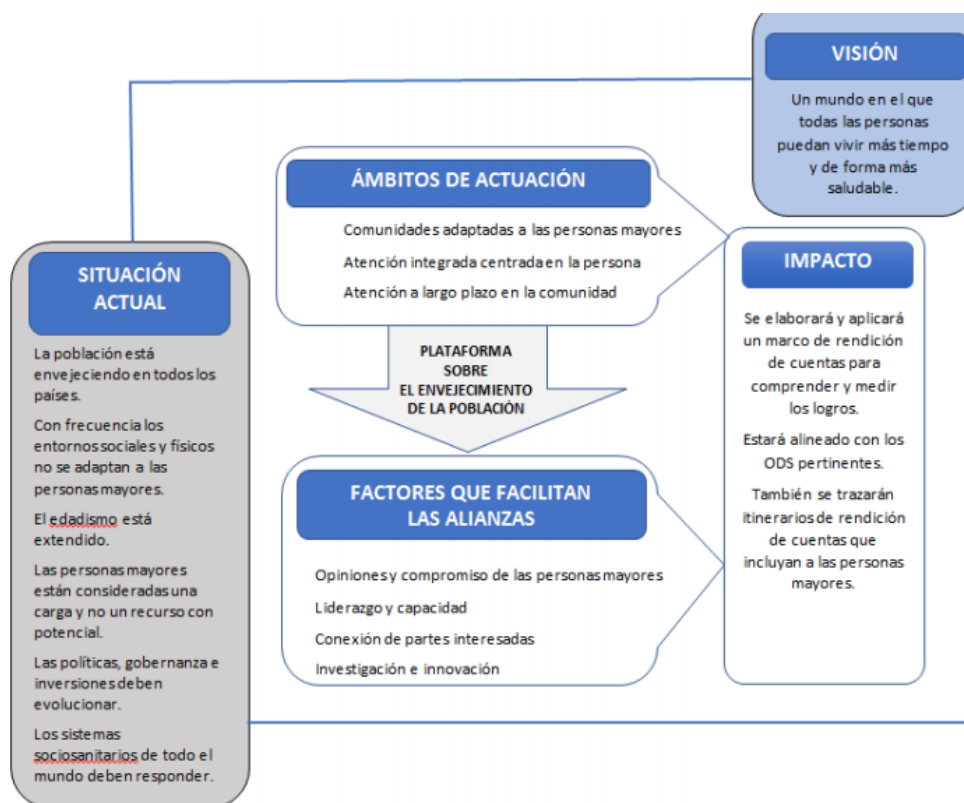 VISIÓN
Un mundo en el que
todas las personas
puedan vivir más tiempo
y de forma más
saludable.
ÁMBITOS DE ACTUACIÓN
Comunidades adaptadas a las personas mayores
Atención integrada centrada en la persona
Atención a largo plazo en la comunidad
SITUACIÓN
ACTUAL
La población está
envejeciendo en todos los
países.
Con frecuencia los
entornos sociales y físicos
no se adaptan a las
personas mayores.
El edadismo está
extendido.
Las personas mayores
están consideradas una
carga y no un recurso con
potencial.
Las políticas, gobernanza e
inversiones deben
evolucionar.
Los sistemas
sociosanitarios de todo el
mundo deben responder.
PLATAFORMA
SOBRE
EL ENVEJECIMIENTO
DE LA POBLACIÓN
FACTORES QUE FACILITAN
LAS ALIANZAS
Opiniones y compromiso de las personas mayores
Liderazgo y capacidad
Conexión de partes interesadas
Investigación e innovación
IMPACTO
Se elaborará y aplicará
un marco de rendición
de cuentas para
comprender y medir
los logros.
Estará alineado con los
ODS pertinentes.
También se trazarán
itinerarios de rendición
de cuentas que
incluyan a las personas
mayores.